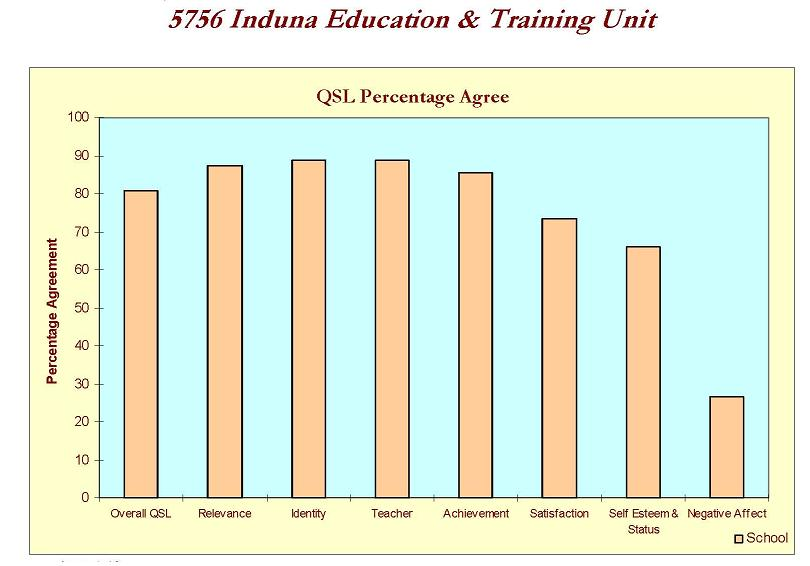 5756 Induna Education & Training Unit
QSL Percentage Agree
100
90
80
70
60
50
40
30
20
10
0
Percentage Agreement
Overall QSL
Relevance
Identity
Teacher
Achievement
Satisfaction
Self Esteem &
Status
Negative Affect
School